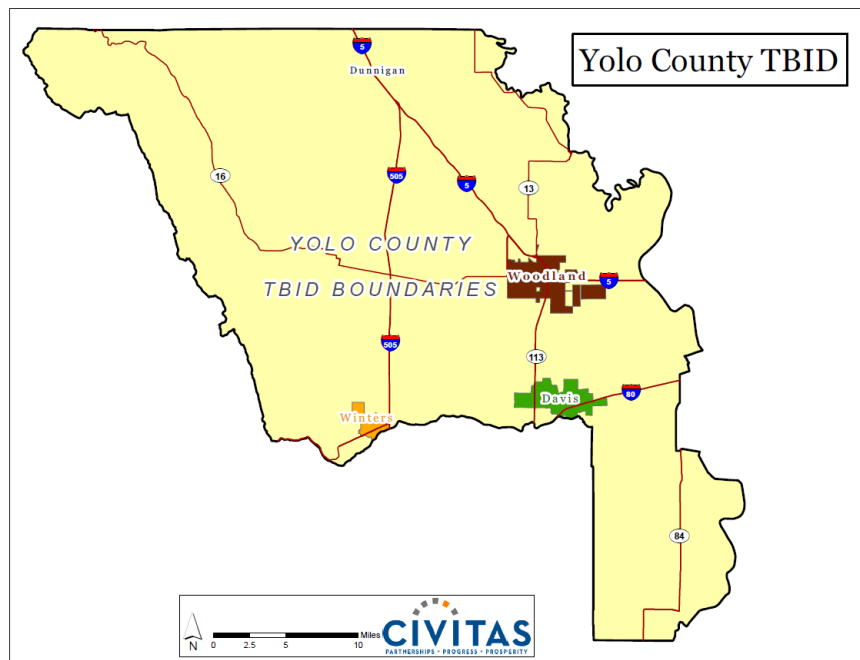 Yolo County TBID
5
Dunnigan
16
505
5
13
YOLO COUNTY
TBID BOUNDARIES
Woodland
5
505
113
Winters
Davis
80
84
N
0 2.5 5 10 Miles
CIVITAS
PARTNERSHIPS • PROGRESS • PROSPERITY